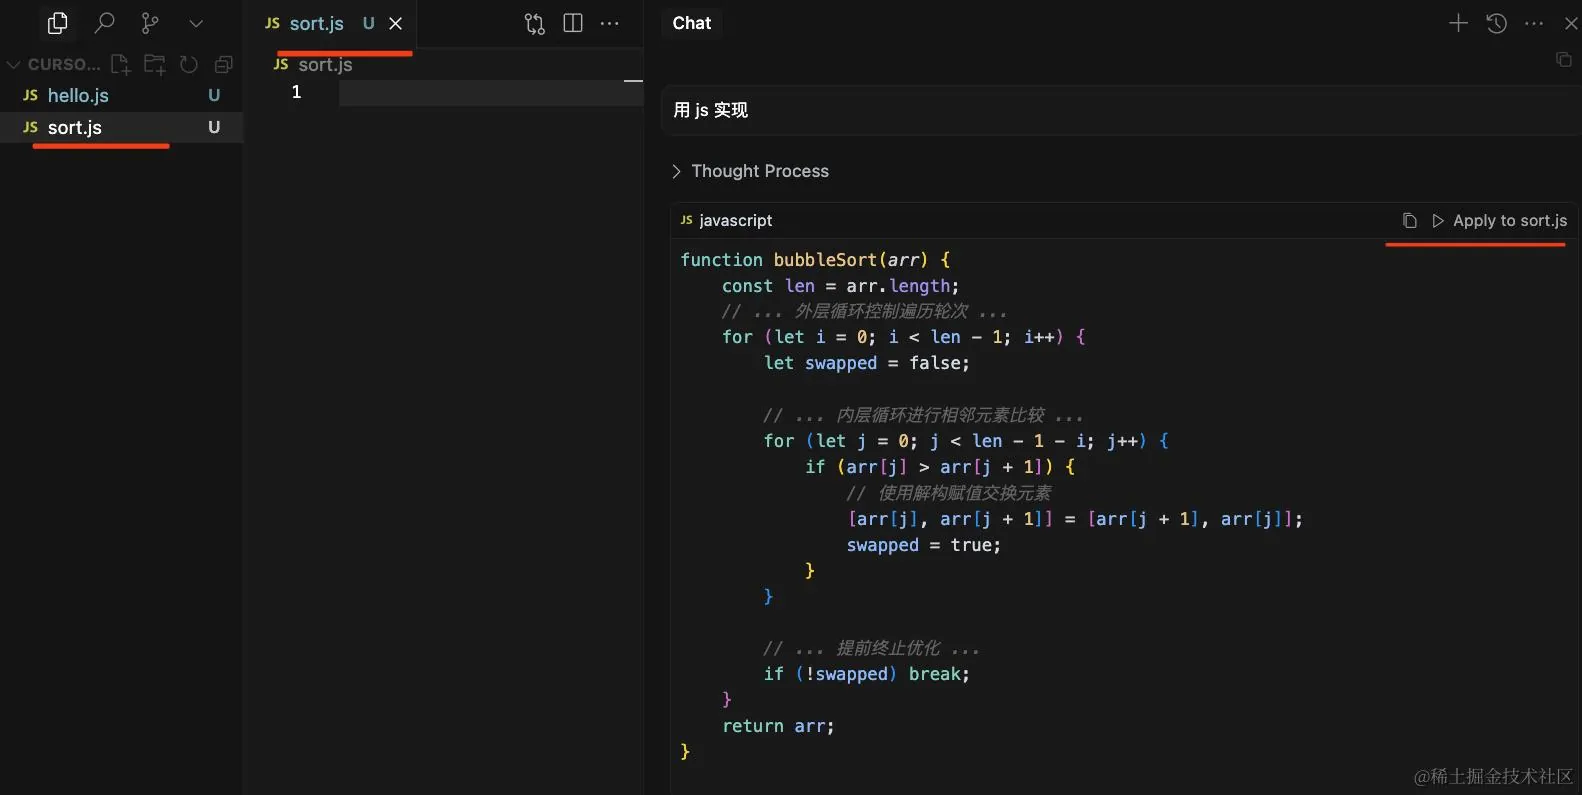 JS sort.js U
CURSO...
JS hello.js U
JS sort.js U
JS sort.js
1
Chat
用 js 实现
Thought Process
JS javascript
Apply to sort.js
function bubbleSort(arr) {
    const len = arr.length;
    // ... 外层循环控制遍历轮次 ...
    for (let i = 0; i < len - 1; i++) {
        let swapped = false;

        // ... 内层循环进行相邻元素比较 ...
        for (let j = 0; j < len - 1 - i; j++) {
            if (arr[j] > arr[j + 1]) {
                // 使用解构赋值交换元素
                [arr[j], arr[j + 1]] = [arr[j + 1], arr[j]];
                swapped = true;
            }
        }

        // ... 提前终止优化 ...
        if (!swapped) break;
    }
    return arr;
}
@稀土掘金技术社区